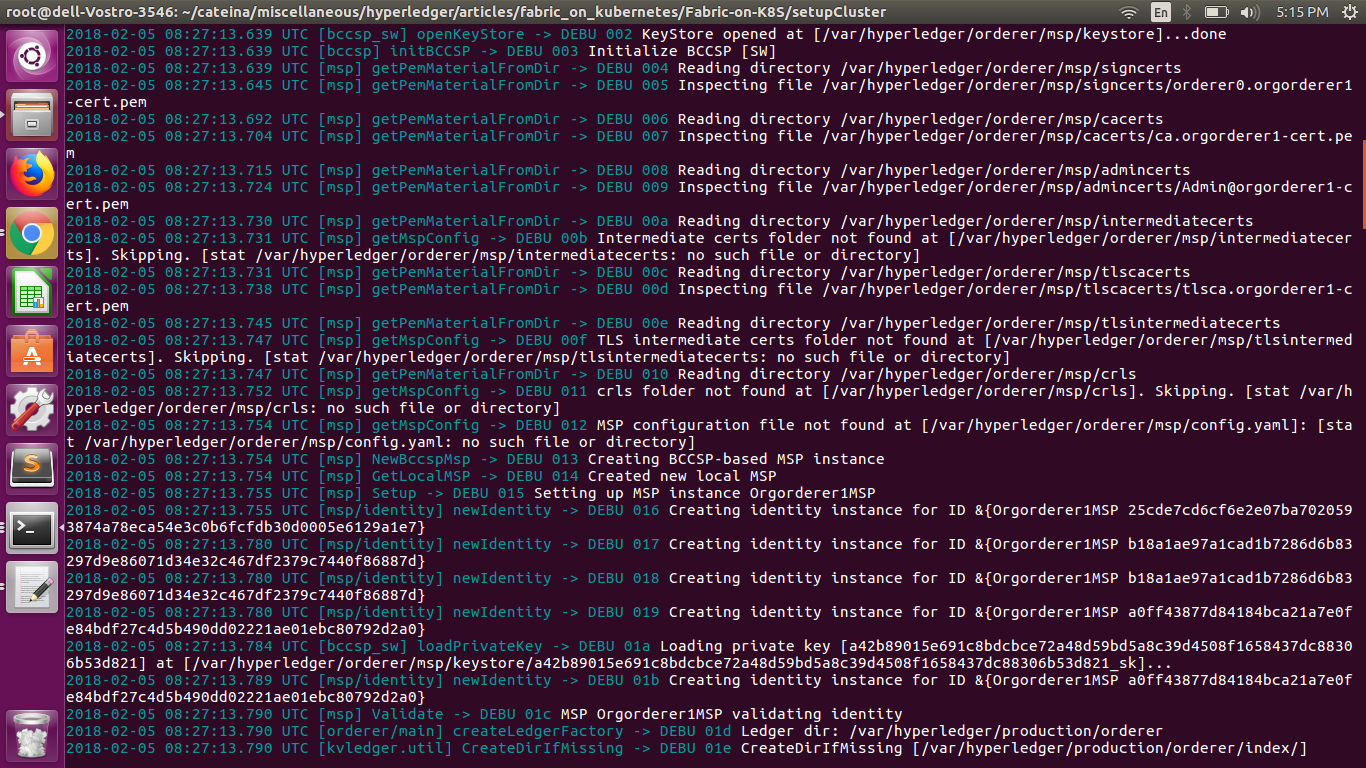 root@dell-Vostro-3546: ~/cateina/miscellaneous/hyperledger/articles/fabric_on_kubernetes/Fabric-on-K8S/setupCluster
En
5:15 PM
2018-02-05 08:27:13.639 UTC [bccsp_sw] openKeyStore -> DEBU 002 KeyStore opened at [/var/hyperledger/orderer/msp/keystore]...done
2018-02-05 08:27:13.639 UTC [bccsp] initBCCSP -> DEBU 003 Initialize BCCSP [SW]
2018-02-05 08:27:13.639 UTC [msp] getPemMaterialFromDir -> DEBU 004 Reading directory /var/hyperledger/orderer/msp/signcerts
2018-02-05 08:27:13.645 UTC [msp] getPemMaterialFromDir -> DEBU 005 Inspecting file /var/hyperledger/orderer/msp/signcerts/orderer0.orgorderer1
-cert.pem
2018-02-05 08:27:13.692 UTC [msp] getPemMaterialFromDir -> DEBU 006 Reading directory /var/hyperledger/orderer/msp/cacerts
2018-02-05 08:27:13.704 UTC [msp] getPemMaterialFromDir -> DEBU 007 Inspecting file /var/hyperledger/orderer/msp/cacerts/ca.orgorderer1-cert.pe
m
2018-02-05 08:27:13.715 UTC [msp] getPemMaterialFromDir -> DEBU 008 Reading directory /var/hyperledger/orderer/msp/admincerts
2018-02-05 08:27:13.724 UTC [msp] getPemMaterialFromDir -> DEBU 009 Inspecting file /var/hyperledger/orderer/msp/admincerts/Admin@orgorderer1-c
ert.pem
2018-02-05 08:27:13.730 UTC [msp] getPemMaterialFromDir -> DEBU 00a Reading directory /var/hyperledger/orderer/msp/intermediatecerts
2018-02-05 08:27:13.731 UTC [msp] getMspConfig -> DEBU 00b Intermediate certs folder not found at [/var/hyperledger/orderer/msp/intermediatecer
ts]. Skipping. [stat /var/hyperledger/orderer/msp/intermediatecerts: no such file or directory]
2018-02-05 08:27:13.731 UTC [msp] getPemMaterialFromDir -> DEBU 00c Reading directory /var/hyperledger/orderer/msp/tlscacerts
2018-02-05 08:27:13.738 UTC [msp] getPemMaterialFromDir -> DEBU 00d Inspecting file /var/hyperledger/orderer/msp/tlscacerts/tlsca.orgorderer1-c
ert.pem
2018-02-05 08:27:13.745 UTC [msp] getPemMaterialFromDir -> DEBU 00e Reading directory /var/hyperledger/orderer/msp/tlsintermediatecerts
2018-02-05 08:27:13.747 UTC [msp] getMspConfig -> DEBU 00f TLS intermediate certs folder not found at [/var/hyperledger/orderer/msp/tlsintermed
iatecerts]. Skipping. [stat /var/hyperledger/orderer/msp/tlsintermediatecerts: no such file or directory]
2018-02-05 08:27:13.747 UTC [msp] getPemMaterialFromDir -> DEBU 010 Reading directory /var/hyperledger/orderer/msp/crls
2018-02-05 08:27:13.752 UTC [msp] getMspConfig -> DEBU 011 crls folder not found at [/var/hyperledger/orderer/msp/crls]. Skipping. [stat /var/h
yperledger/orderer/msp/crls: no such file or directory]
2018-02-05 08:27:13.754 UTC [msp] getMspConfig -> DEBU 012 MSP configuration file not found at [/var/hyperledger/orderer/msp/config.yaml]: [sta
t /var/hyperledger/orderer/msp/config.yaml: no such file or directory]
2018-02-05 08:27:13.754 UTC [msp] NewBccspMsp -> DEBU 013 Creating BCCSP-based MSP instance
2018-02-05 08:27:13.754 UTC [msp] GetLocalMSP -> DEBU 014 Created new local MSP
2018-02-05 08:27:13.755 UTC [msp] Setup -> DEBU 015 Setting up MSP instance Orgorderer1MSP
2018-02-05 08:27:13.755 UTC [msp/identity] newIdentity -> DEBU 016 Creating identity instance for ID &{Orgorderer1MSP 25cde7cd6cf6e2e07ba702059
3874a78eca54e3c0b6fcfdb30d0005e6129a1e7}
2018-02-05 08:27:13.780 UTC [msp/identity] newIdentity -> DEBU 017 Creating identity instance for ID &{Orgorderer1MSP b18a1ae97a1cad1b7286d6b83
297d9e86071d34e32c467df2379c7440f86887d}
2018-02-05 08:27:13.780 UTC [msp/identity] newIdentity -> DEBU 018 Creating identity instance for ID &{Orgorderer1MSP b18a1ae97a1cad1b7286d6b83
297d9e86071d34e32c467df2379c7440f86887d}
2018-02-05 08:27:13.780 UTC [msp/identity] newIdentity -> DEBU 019 Creating identity instance for ID &{Orgorderer1MSP a0ff43877d84184bca21a7e0f
e84bdf27c4d5b490dd02221ae01ebc80792d2a0}
2018-02-05 08:27:13.784 UTC [bccsp_sw] loadPrivateKey -> DEBU 01a Loading private key [a42b89015e691c8bdcbce72a48d59bd5a8c39d4508f1658437dc8830
6b53d821] at [/var/hyperledger/orderer/msp/keystore/a42b89015e691c8bdcbce72a48d59bd5a8c39d4508f1658437dc88306b53d821_sk]...
2018-02-05 08:27:13.789 UTC [msp/identity] newIdentity -> DEBU 01b Creating identity instance for ID &{Orgorderer1MSP a0ff43877d84184bca21a7e0f
e84bdf27c4d5b490dd02221ae01ebc80792d2a0}
2018-02-05 08:27:13.790 UTC [msp] Validate -> DEBU 01c MSP Orgorderer1MSP validating identity
2018-02-05 08:27:13.790 UTC [orderer/main] createLedgerFactory -> DEBU 01d Ledger dir: /var/hyperledger/production/orderer
2018-02-05 08:27:13.790 UTC [kvledger.util] CreateDirIfMissing -> DEBU 01e CreateDirIfMissing [/var/hyperledger/production/orderer/index/]